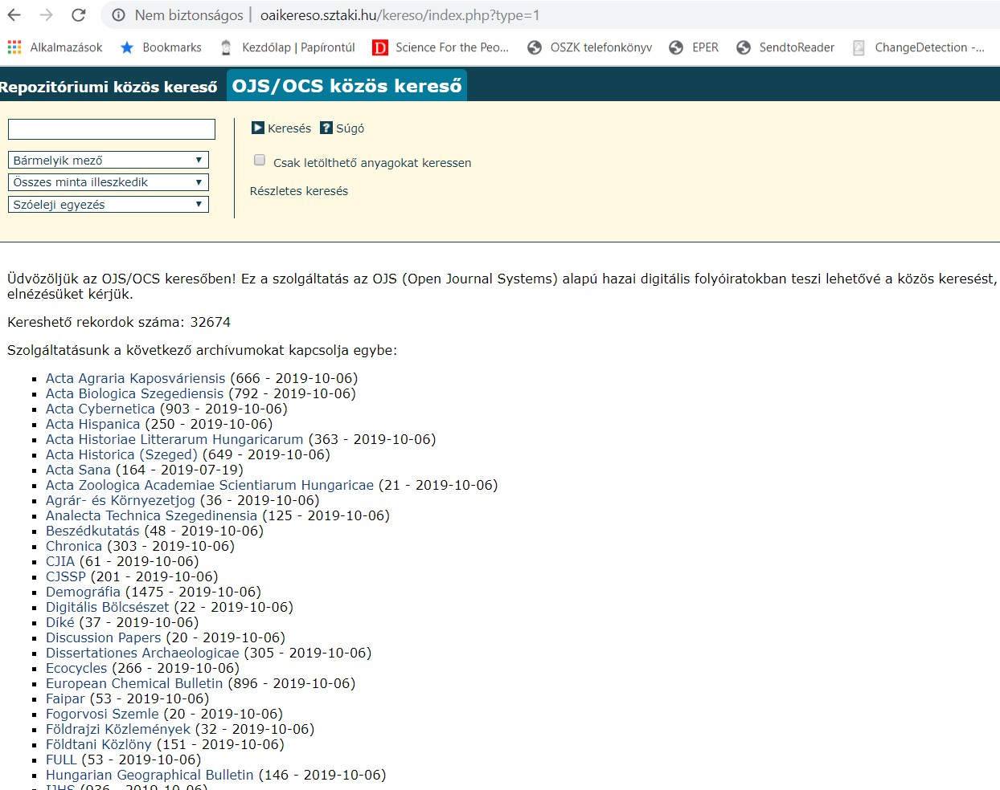 Nem biztonságos | oaikereso.sztaki.hu/kereso/index.php?type=1
Alkalmazások Bookmarks Kezdőlap | Papírontúl Science For the Peo... OSZK telefonkönyv EPER SendtoReader ChangeDetection -...
Repozitóriumi közös kereső OJS/OCS közös kereső
Keresés ? Súgó
Bármelyik mező
Csak letölthető anyagokat keressen
Összes minta illeszkedik
Részletes keresés
Szóeleji egyezés
Üdvözöljük az OJS/OCS keresőben! Ez a szolgáltatás az OJS (Open Journal Systems) alapú hazai digitális folyóiratokban teszi lehetővé a közös keresést,
elnézésüket kérjük.
Kereshető rekordok száma: 32674
Szolgáltatásunk a következő archívumokat kapcsolja egybe:
Acta Agraria Kaposváriensis (666 - 2019-10-06)
Acta Biologica Szegediensis (792 - 2019-10-06)
Acta Cybernetica (903 - 2019-10-06)
Acta Hispanica (250 - 2019-10-06)
Acta Historiae Litterarum Hungaricarum (363 - 2019-10-06)
Acta Historica (Szeged) (649 - 2019-10-06)
Acta Sana (164 - 2019-07-19)
Acta Zoologica Academiae Scientiarum Hungaricae (21 - 2019-10-06)
Agrár- és Környezetjog (36 - 2019-10-06)
Analecta Technica Szegedinensia (125 - 2019-10-06)
Beszédkutatás (48 - 2019-10-06)
Chronica (303 - 2019-10-06)
CJIA (61 - 2019-10-06)
CJSSP (201 - 2019-10-06)
Demográfia (1475 - 2019-10-06)
Digitális Bölcsészet (22 - 2019-10-06)
Díké (37 - 2019-10-06)
Discussion Papers (20 - 2019-10-06)
Dissertationes Archaeologicae (305 - 2019-10-06)
Ecocycles (266 - 2019-10-06)
European Chemical Bulletin (896 - 2019-10-06)
Faipar (53 - 2019-10-06)
Fogorvosi Szemle (20 - 2019-10-06)
Földrajzi Közlemények (32 - 2019-10-06)
Földtani Közlöny (151 - 2019-10-06)
FULL (53 - 2019-10-06)
Hungarian Geographical Bulletin (146 - 2019-10-06)
IJHS (936 - 2019-10-06)